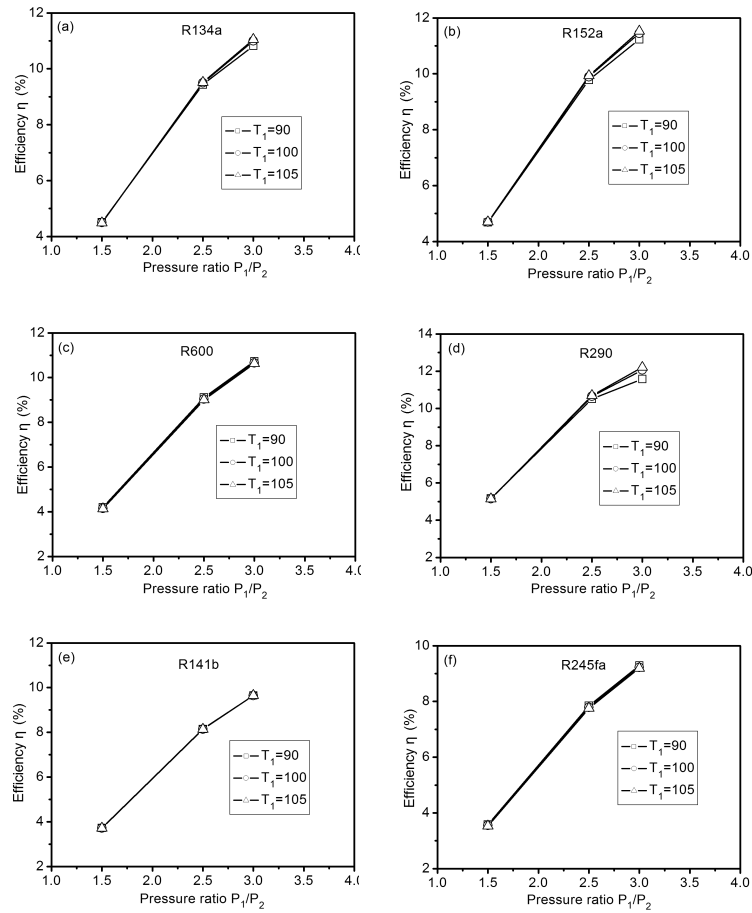 (a)
R134a
12
10
8
6
4
Efficiency η (%)
T1=90
T1=100
T1=105
1.0 1.5 2.0 2.5 3.0 3.5 4.
Pressure ratio P1/P2
(b)
R152a
12
10
8
6
4
Efficiency η (%)
T1=90
T1=100
T1=105
1.0 1.5 2.0 2.5 3.0 3.5 4.0
Pressure ratio P1/P2
(c)
R600
12
10
8
6
4
2
Efficiency η (%)
T1=90
T1=100
T1=105
1.0 1.5 2.0 2.5 3.0 3.5 4.0
Pressure ratio P1/P2
(d)
R290
14
12
10
8
6
4
2
Efficiency η (%)
T1=90
T1=100
T1=105
1.0 1.5 2.0 2.5 3.0 3.5 4.0
Pressure ratio P1/P2
(e)
R141b
12
10
8
6
4
2
Efficiency η (%)
T1=90
T1=100
T1=105
1.0 1.5 2.0 2.5 3.0 3.5 4.0
Pressure ratio P1/P2
(f)
R245fa
10
8
6
4
2
Efficiency η (%)
T1=90
T1=100
T1=105
1.0 1.5 2.0 2.5 3.0 3.5 4.0
Pressure ratio P1/P2